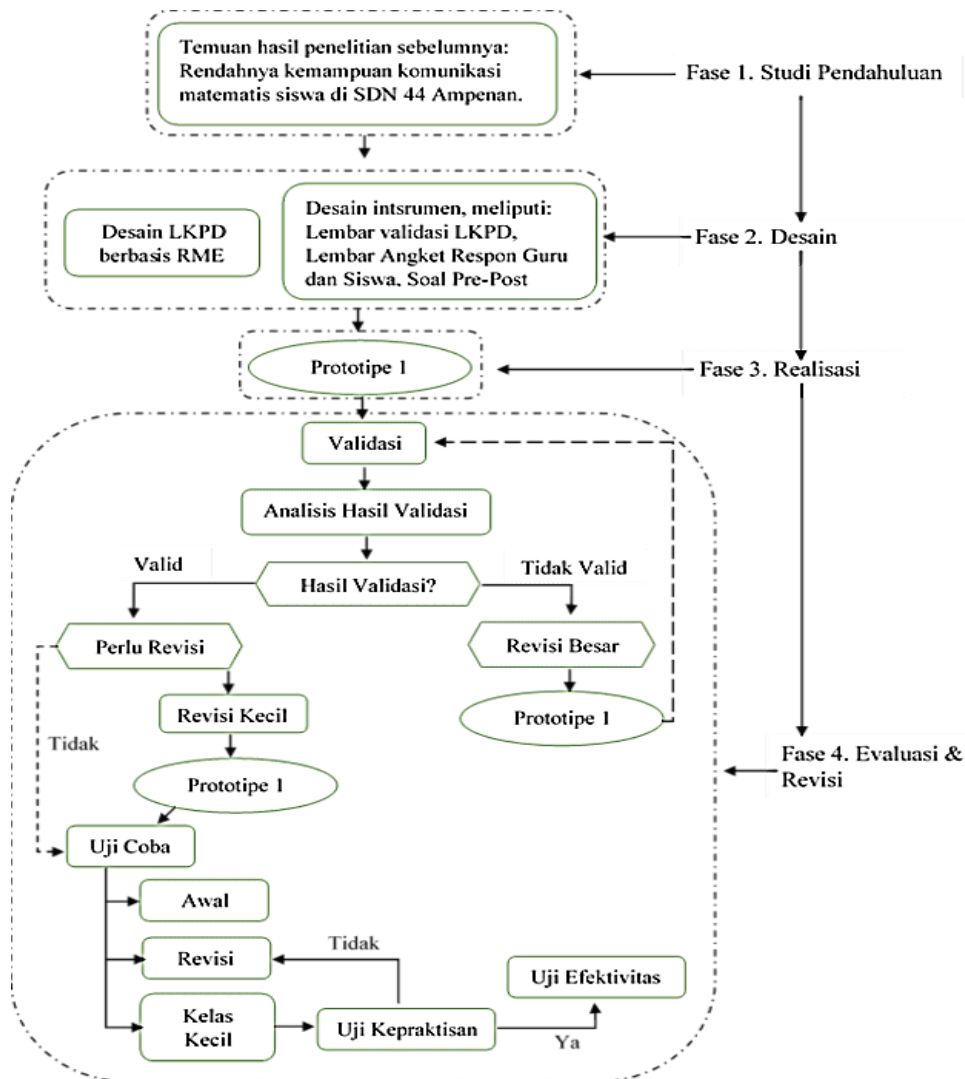 Temuan hasil penelitian sebelumnya:
Rendahnya kemampuan komunikasi
matematis siswa di SDN 44 Ampenan.
Fase 1. Studi Pendahuluan
Desain LKPD
berbasis RME
Desain intsrumen, meliputi:
Lembar validasi LKPD,
Lembar Angket Respon Guru
dan Siswa, Soal Pre-Post
Fase 2. Desain
Prototipe 1
Fase 3. Realisasi
Validasi
Analisis Hasil Validasi
Valid
Hasil Validasi?
Tidak Valid
Perlu Revisi
Revisi Besar
Revisi Kecil
Prototipe 1
Tidak
Prototipe 1
Fase 4. Evaluasi &
Revisi
Uji Coba
Awal
Revisi
Tidak
Uji Efektivitas
Kelas
Kecil
Uji Kepraktisan
Ya